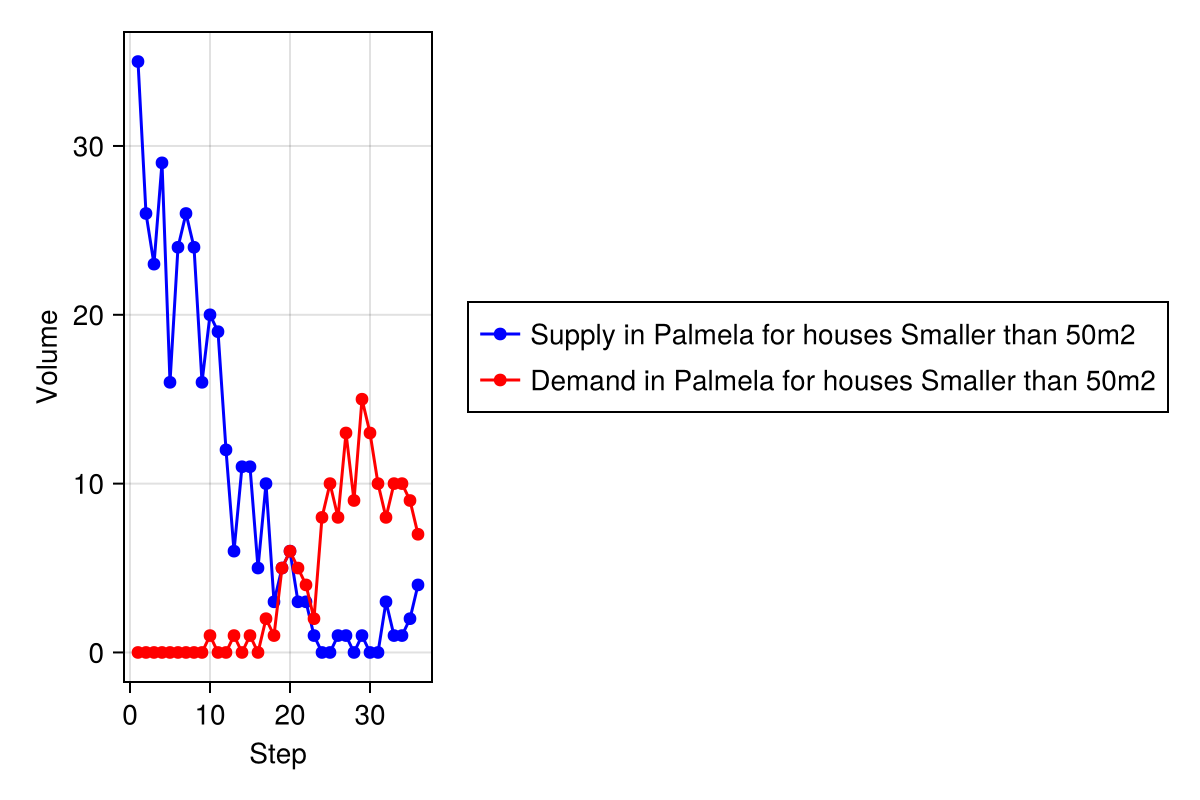 30
20
10
0
Volume
0 10 20 30
Step
Supply in Palmela for houses Smaller than 50m2
Demand in Palmela for houses Smaller than 50m2